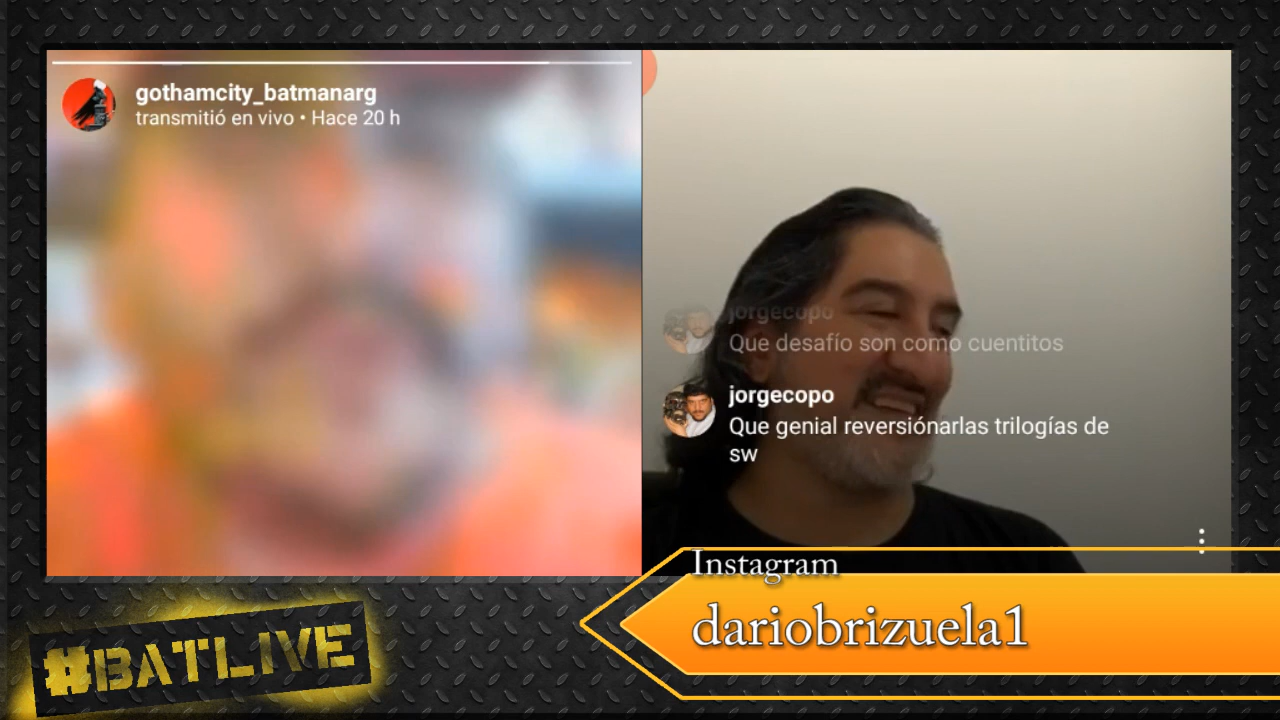 gothamcity_batmanarg
transmitió en vivo • Hace 20 h
jorgecopo
Que desafío son como cuentitos
jorgecopo
Que genial reversiónarlas trilogías de
sw
Instagram
dariobrizuela1
#BATLIVE